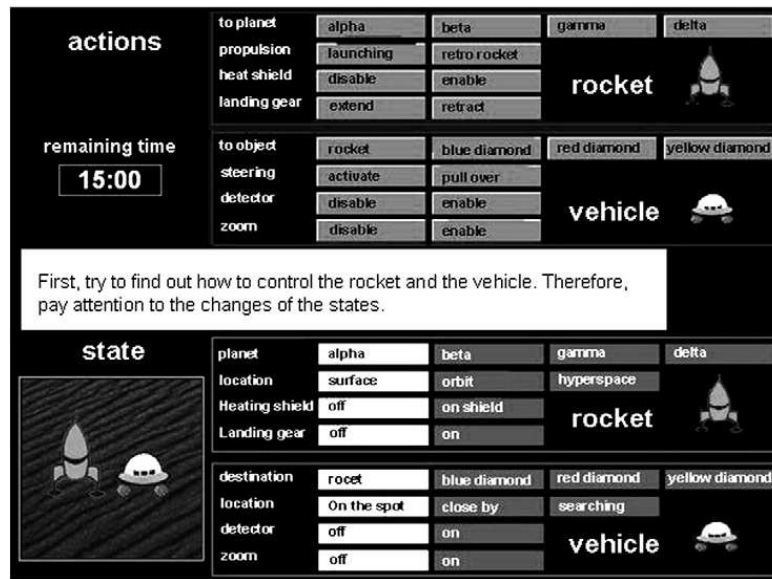 actions
to planet alpha beta gamma delta
propulsion launching retro rocket
heat shield disable enable
landing gear extend retract
rocket
remaining time
15:00
to object rocket blue diamond red diamond yellow diamond
steering activate pull over
detector disable enable
zoom disable enable
vehicle
First, try to find out how to control the rocket and the vehicle. Therefore,
pay attention to the changes of the states.
state
planet alpha beta gamma delta
location surface orbit hyperspace
Heating shield off on shield
Landing gear off on
rocket
destination rocet blue diamond red diamond yellow diamond
location On the spot close by searching
detector off on
zoom off on
vehicle